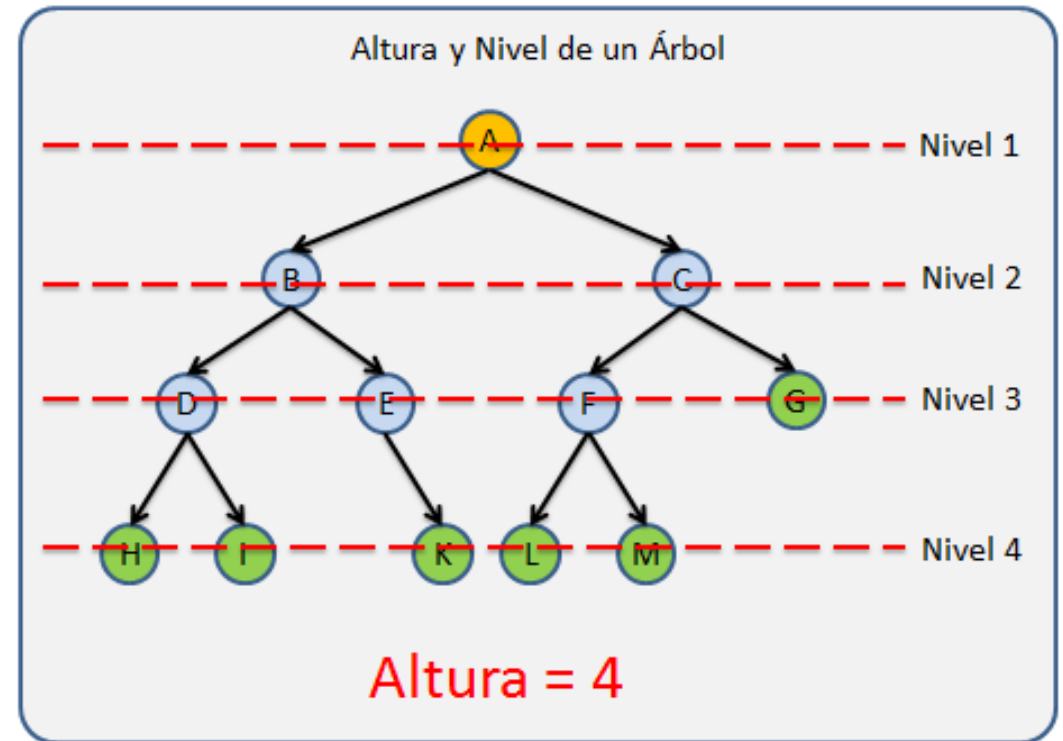 Altura y Nivel de un Árbol
A Nivel 1
B C Nivel 2
D E F G Nivel 3
H I K L M Nivel 4
Altura = 4